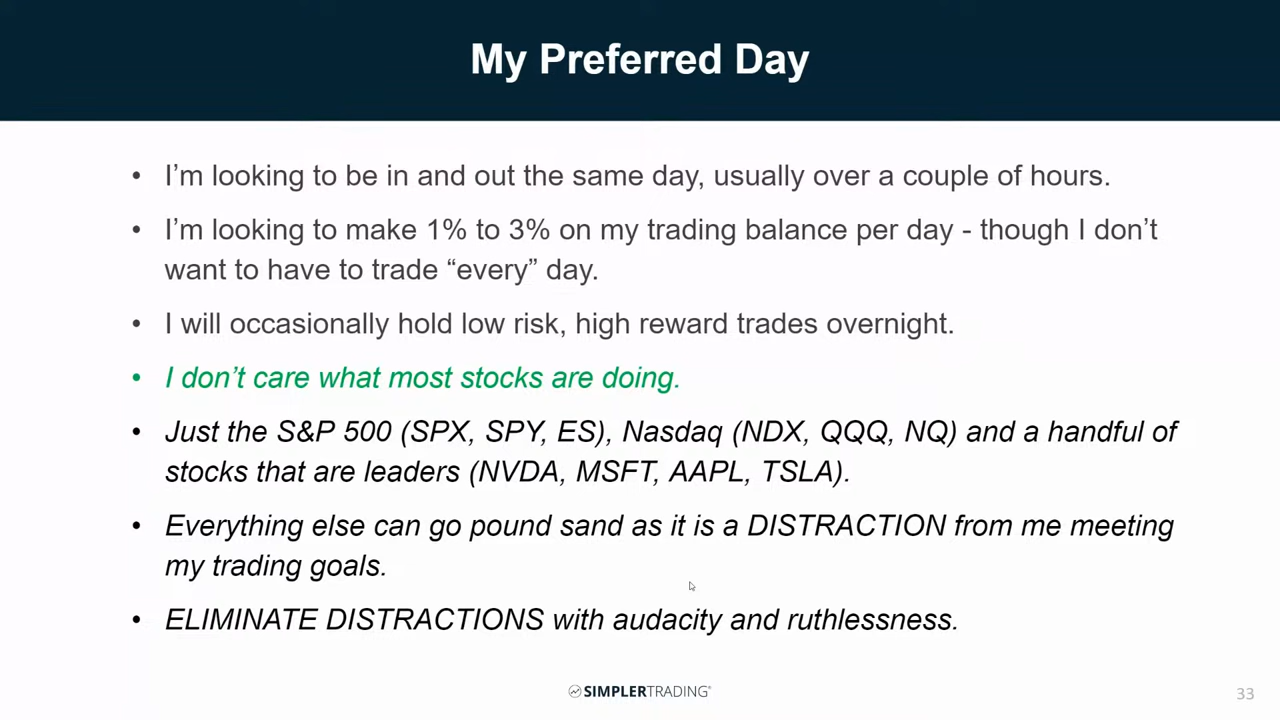 My Preferred Day
• I’m looking to be in and out the same day, usually over a couple of hours.
• I’m looking to make 1% to 3% on my trading balance per day - though I don’t
want to have to trade “every” day.
• I will occasionally hold low risk, high reward trades overnight.
• I don’t care what most stocks are doing.
• Just the S&P 500 (SPX, SPY, ES), Nasdaq (NDX, QQQ, NQ) and a handful of
stocks that are leaders (NVDA, MSFT, AAPL, TSLA).
• Everything else can go pound sand as it is a DISTRACTION from me meeting
my trading goals.
• ELIMINATE DISTRACTIONS with audacity and ruthlessness.
SIMPLERTRADING®
33